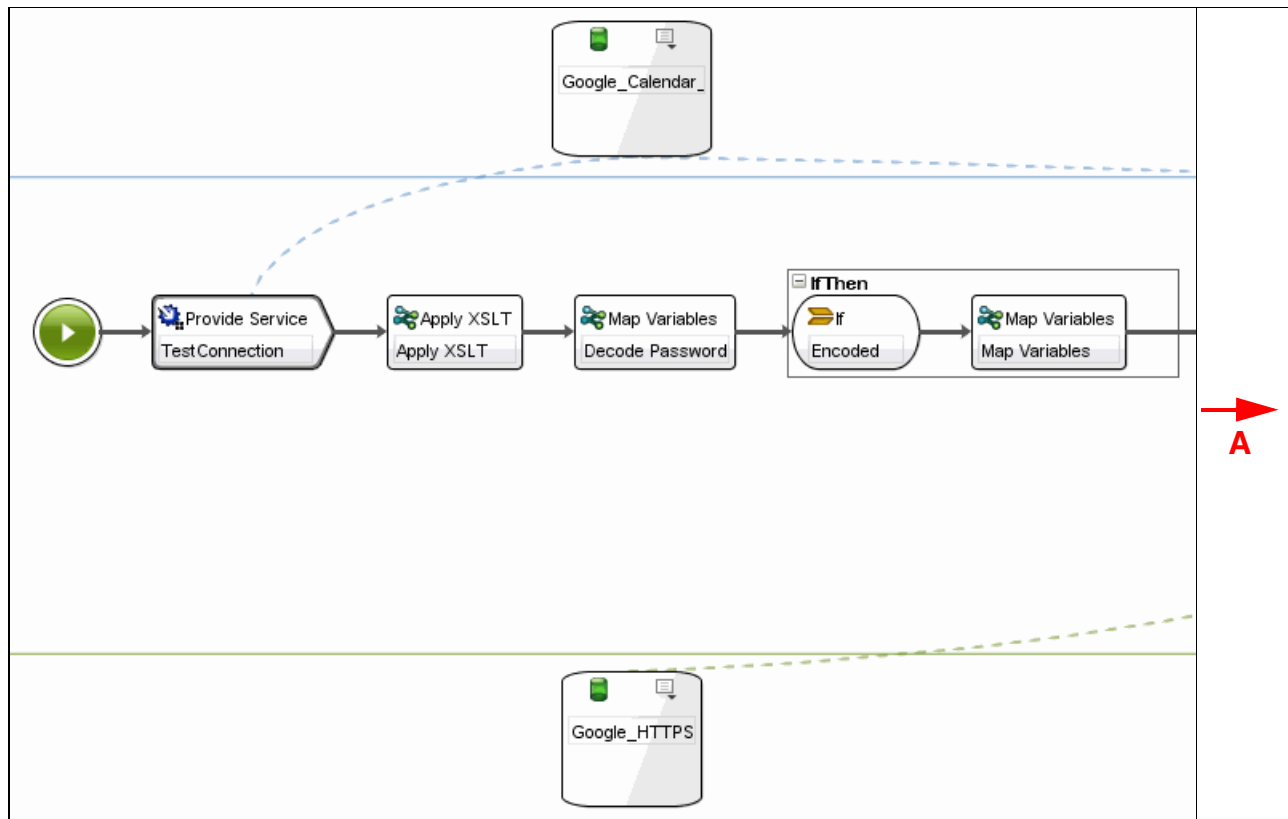 Google_Calendar_
IfThen
Provide Service
TestConnection
Apply XSLT
Apply XSLT
Map Variables
Decode Password
If
Encoded
Map Variables
Map Variables
A
Google_HTTPS